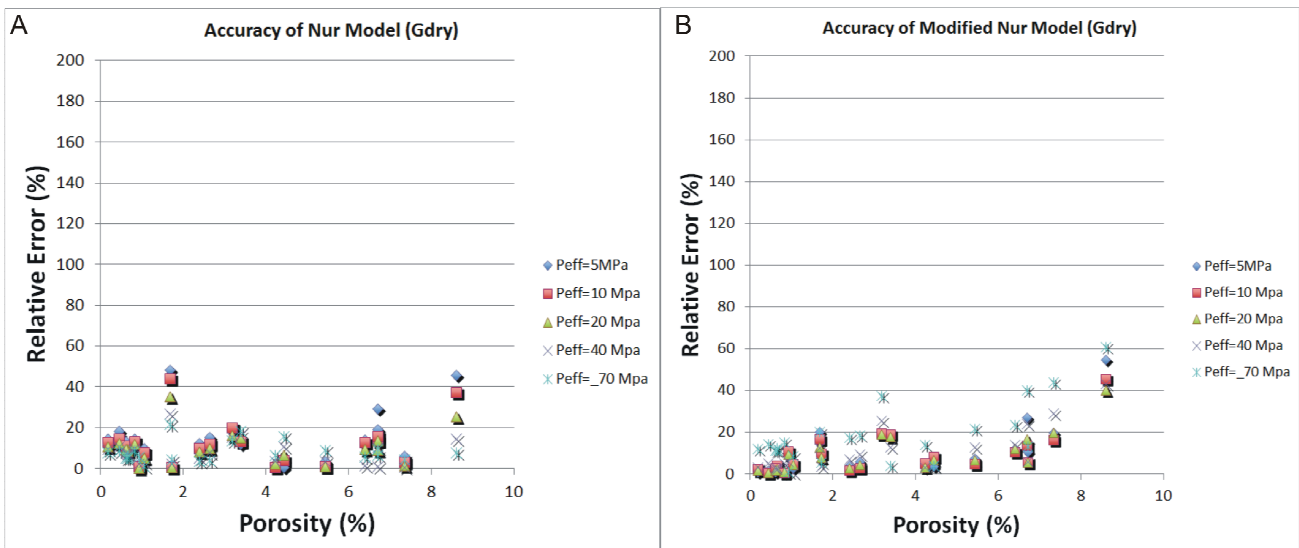 A
Accuracy of Nur Model (Gdry)
Relative Error (%)
200
180
160
140
120
100
80
60
40
20
0
0 2 4 6 8 10
Porosity (%)
Peff=5MPa
Peff=10 Mpa
Peff=20 Mpa
Peff=40 Mpa
Peff=_70 Mpa
B
Accuracy of Modified Nur Model (Gdry)
Relative Error (%)
200
180
160
140
120
100
80
60
40
20
0
0 2 4 6 8 10
Porosity (%)
Peff=5MPa
Peff=10 Mpa
Peff=20 Mpa
Peff=40 Mpa
Peff=_70 Mpa